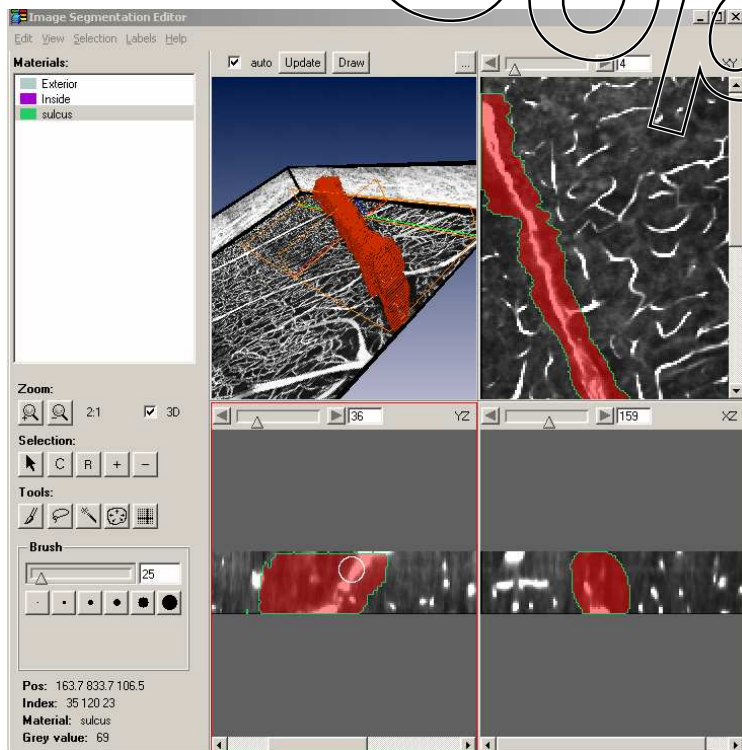 Image Segmentation Editor
Edit View Selection Labels Help
Materials:
Exterior
Inside
sulcus
auto Update Draw ...
4 XY
Zoom:
2:1 3D
Selection:
C R + -
Tools:
Brush
25
36 YZ
159 XZ
Pos: 163.7 833.7 106.5
Index: 35 120 23
Material: sulcus
Grey value: 69